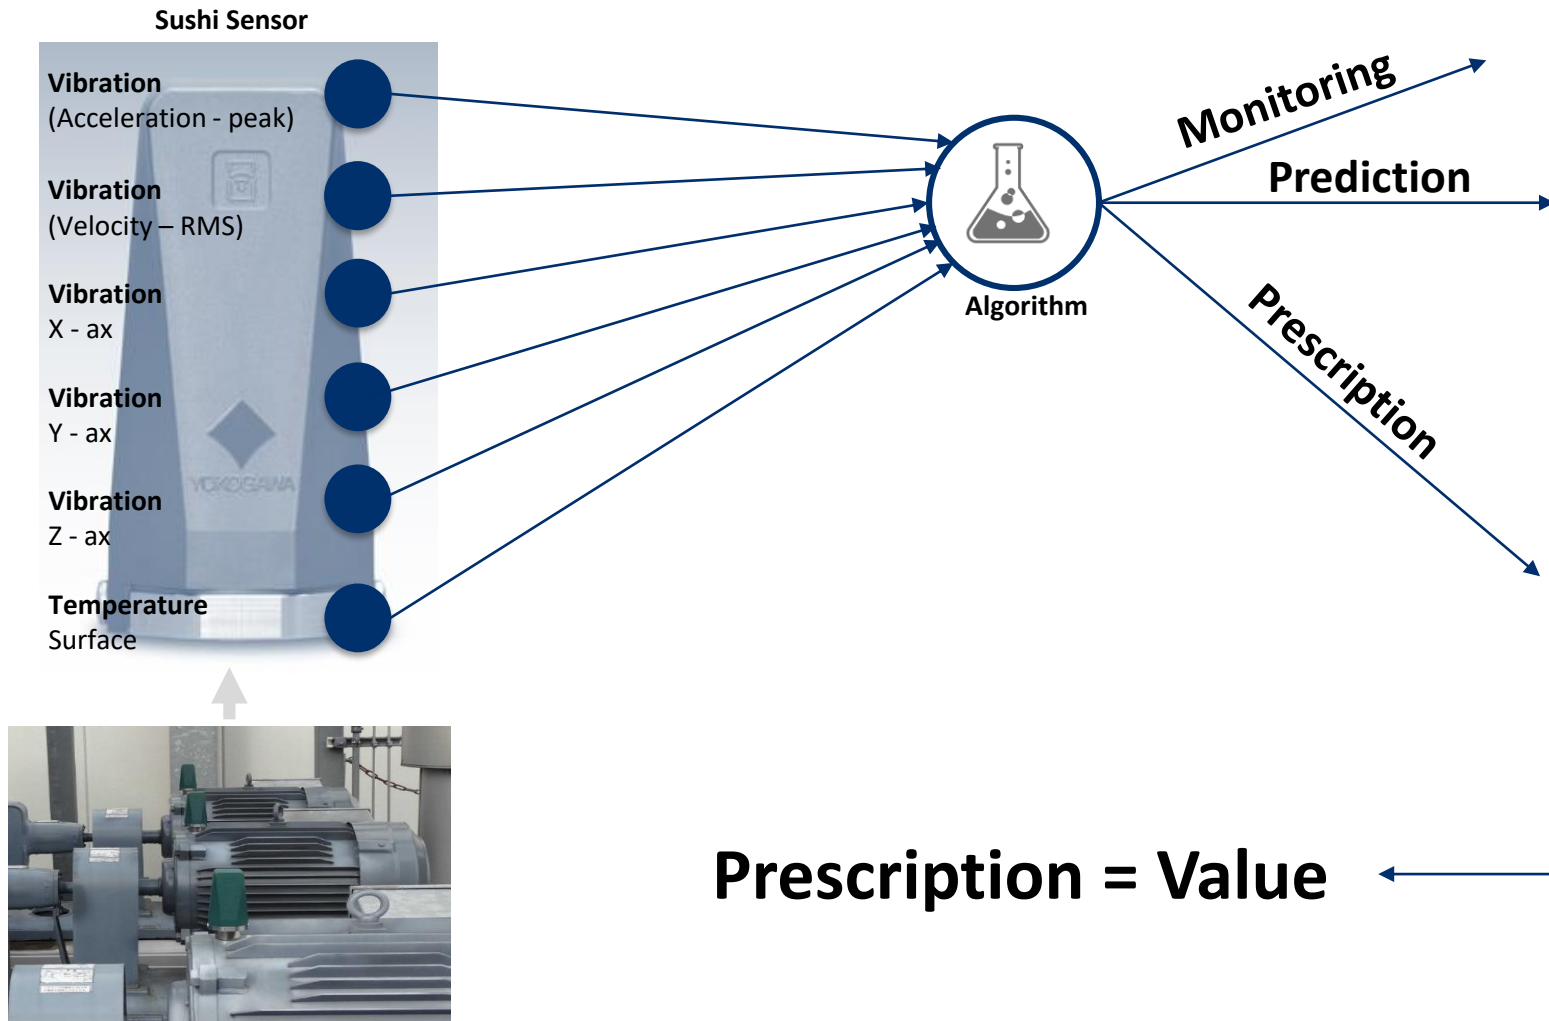 Sushi Sensor
Vibration
(Acceleration - peak)
Vibration
(Velocity – RMS)
Vibration
X - ax
Vibration
Y - ax
YOKOGAWA
Vibration
Z - ax
Temperature
Surface
Algorithm
Monitoring
Prediction
Prescription
Prescription = Value